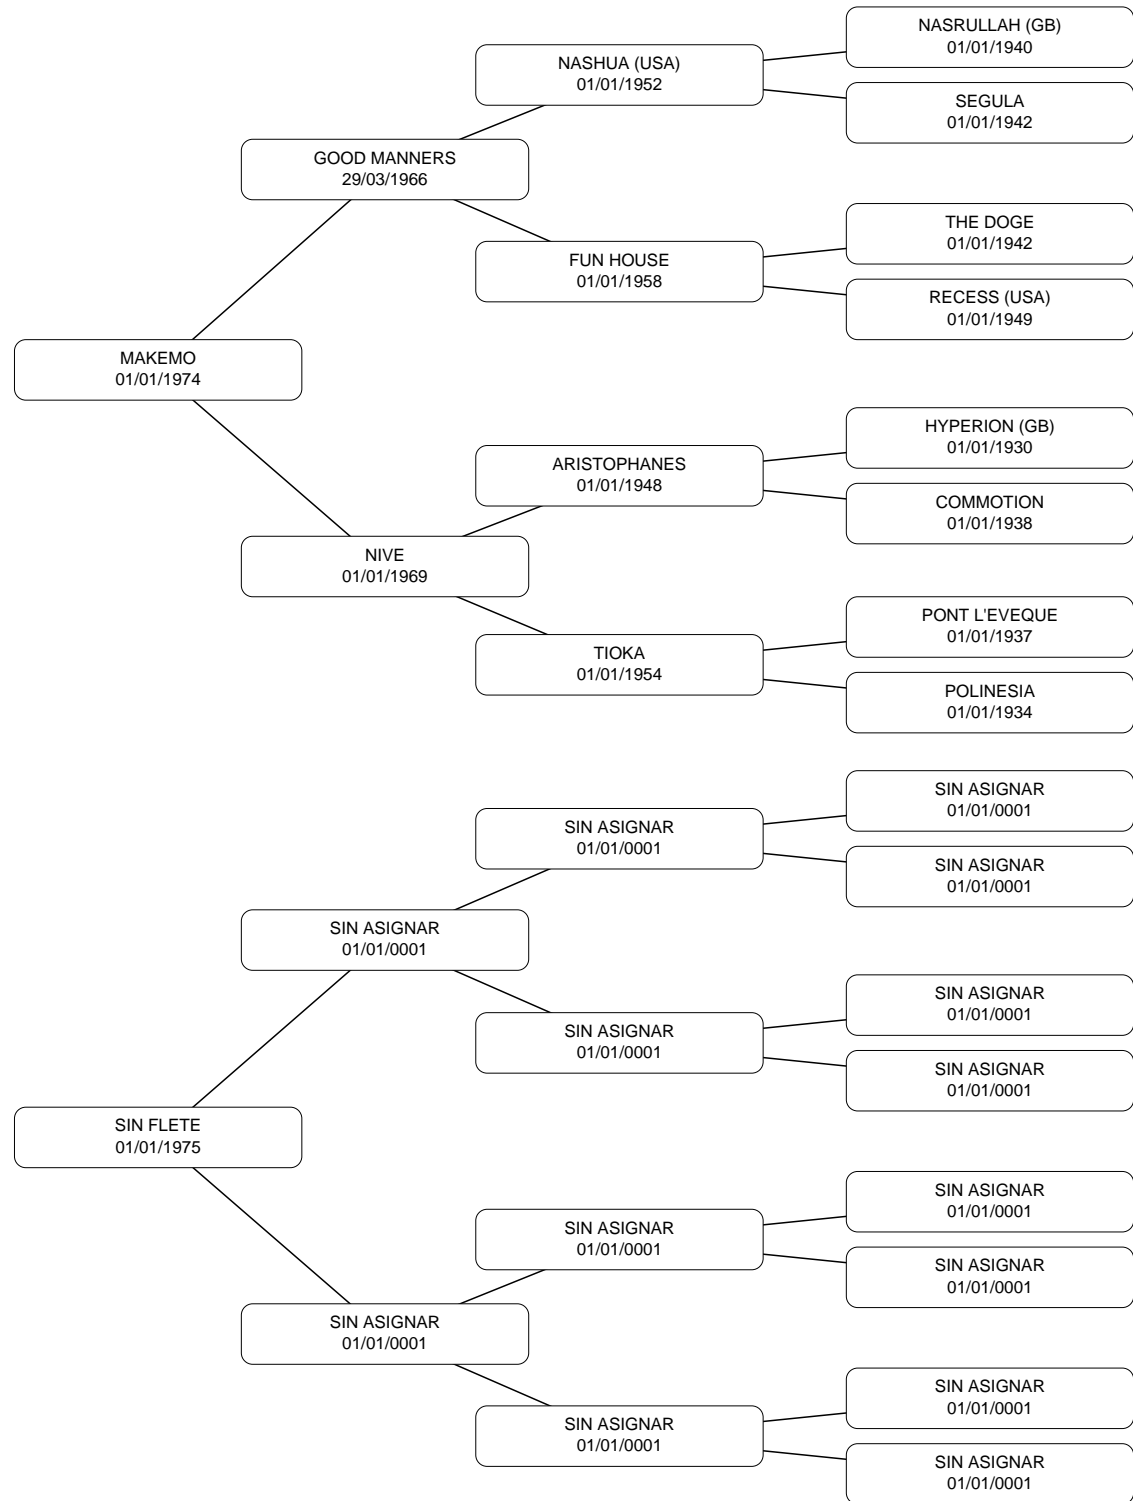 NASRULLAH (GB)
01/01/1940
NASHUA (USA)
01/01/1952
SEGULA
01/01/1942
GOOD MANNERS
29/03/1966
THE DOGE
01/01/1942
FUN HOUSE
01/01/1958
RECESS (USA)
01/01/1949
MAKEMO
01/01/1974
HYPERION (GB)
01/01/1930
ARISTOPHANES
01/01/1948
COMMOTION
01/01/1938
NIVE
01/01/1969
PONT L'EVEQUE
01/01/1937
TIOKA
01/01/1954
POLINESIA
01/01/1934
SIN ASIGNAR
01/01/0001
SIN ASIGNAR
01/01/0001
SIN ASIGNAR
01/01/0001
SIN ASIGNAR
01/01/0001
SIN ASIGNAR
01/01/0001
SIN ASIGNAR
01/01/0001
SIN ASIGNAR
01/01/0001
SIN FLETE
01/01/1975
SIN ASIGNAR
01/01/0001
SIN ASIGNAR
01/01/0001
SIN ASIGNAR
01/01/0001
SIN ASIGNAR
01/01/0001
SIN ASIGNAR
01/01/0001
SIN ASIGNAR
01/01/0001
SIN ASIGNAR
01/01/0001